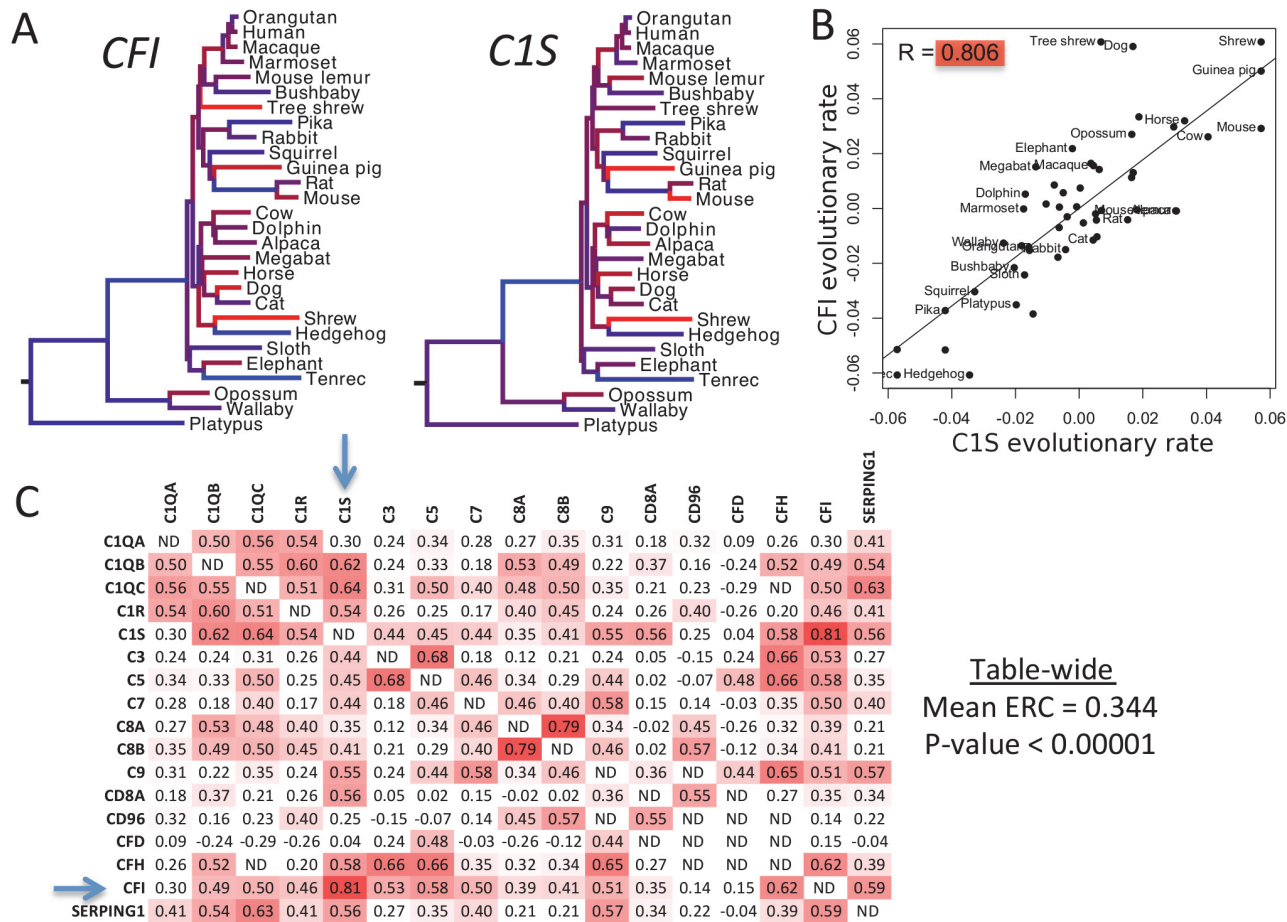 A
CFI
Orangutan
Human
Macaque
Marmoset
Mouse lemur
Bushbaby
Tree shrew
Pika
Rabbit
Squirrel
Guinea pig
Rat
Mouse
Cow
Dolphin
Alpaca
Megabat
Horse
Dog
Cat
Shrew
Hedgehog
Sloth
Elephant
Tenrec
Opossum
Wallaby
Platypus
C1S
Orangutan
Human
Macaque
Marmoset
Mouse lemur
Bushbaby
Tree shrew
Pika
Rabbit
Squirrel
Guinea pig
Rat
Mouse
Cow
Dolphin
Alpaca
Megabat
Horse
Dog
Cat
Shrew
Hedgehog
Sloth
Elephant
Tenrec
Opossum
Wallaby
Platypus
B
R = 0.806
Tree shrew
Dog
Shrew
Guinea pig
Horse
Mouse
Opossum
Cow
Elephant
Megabat
Macaque
Dolphin
Marmoset
Rat
Wallaby
Cat
Bushbaby
Sloth
Squirrel
Pika
Platypus
Hedgehog
CFI evolutionary rate
0.06
0.04
0.02
0.00
-0.02
-0.04
-0.06
-0.06 -0.04 -0.02 0.00 0.02 0.04 0.06
C1S evolutionary rate
C
C1QA C1QB C1QC C1R C1S C3 C5 C7 C8A C8B C9 CD8A CD96 CFD CFH CFI SERPING1
C1QA ND 0.50 0.56 0.54 0.30 0.24 0.34 0.28 0.27 0.35 0.31 0.18 0.32 0.09 0.26 0.30 0.41
C1QB 0.50 ND 0.55 0.60 0.62 0.24 0.33 0.18 0.53 0.49 0.22 0.37 0.16 -0.24 0.52 0.49 0.54
C1QC 0.56 0.55 ND 0.51 0.64 0.31 0.50 0.40 0.48 0.50 0.35 0.21 0.23 -0.29 ND 0.50 0.63
C1R 0.54 0.60 0.51 ND 0.54 0.26 0.25 0.17 0.40 0.45 0.24 0.26 0.40 -0.26 0.20 0.46 0.41
C1S 0.30 0.62 0.64 0.54 ND 0.44 0.45 0.44 0.35 0.41 0.55 0.56 0.25 0.04 0.58 0.81 0.56
C3 0.24 0.24 0.31 0.26 0.44 ND 0.68 0.18 0.12 0.21 0.24 0.05 -0.15 0.24 0.66 0.53 0.27
C5 0.34 0.33 0.50 0.25 0.45 0.68 ND 0.46 0.34 0.29 0.44 0.02 -0.07 0.48 0.66 0.58 0.35
C7 0.28 0.18 0.40 0.17 0.44 0.18 0.46 ND 0.46 0.40 0.58 0.15 0.14 -0.03 0.35 0.50 0.40
C8A 0.27 0.53 0.48 0.40 0.35 0.12 0.34 0.46 ND 0.79 0.34 -0.02 0.45 -0.26 0.32 0.39 0.21
C8B 0.35 0.49 0.50 0.45 0.41 0.21 0.29 0.40 0.79 ND 0.46 0.02 0.57 -0.12 0.34 0.41 0.21
C9 0.31 0.22 0.35 0.24 0.55 0.24 0.44 0.58 0.34 0.46 ND 0.36 ND 0.44 0.65 0.51 0.57
CD8A 0.18 0.37 0.21 0.26 0.56 0.05 0.02 0.15 -0.02 0.02 0.36 ND 0.55 ND 0.27 0.35 0.34
CD96 0.32 0.16 0.23 0.40 0.25 -0.15 -0.07 0.14 0.45 0.57 ND 0.55 ND ND ND 0.14 0.22
CFD 0.09 -0.24 -0.29 -0.26 0.04 0.24 0.48 -0.03 -0.26 -0.12 0.44 ND ND ND ND 0.15 -0.04
CFH 0.26 0.52 ND 0.20 0.58 0.66 0.66 0.35 0.32 0.34 0.65 0.27 ND ND ND 0.62 0.39
CFI 0.30 0.49 0.50 0.46 0.81 0.53 0.58 0.50 0.39 0.41 0.51 0.35 0.14 0.15 0.62 ND 0.59
SERPING1 0.41 0.54 0.63 0.41 0.56 0.27 0.35 0.40 0.21 0.21 0.57 0.34 0.22 -0.04 0.39 0.59 ND
Table-wide
Mean ERC = 0.344
P-value < 0.00001